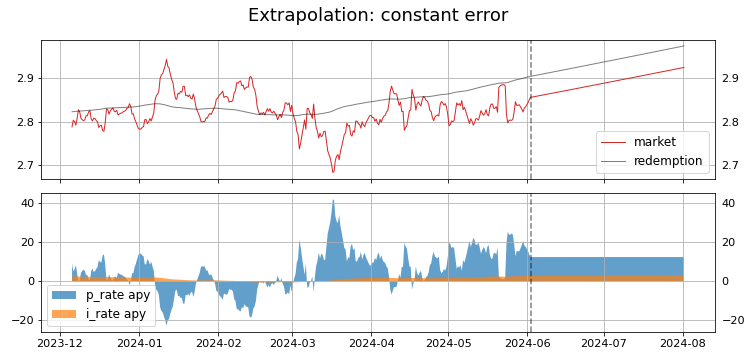 Extrapolation: constant error
2.9
2.8
2.7
2.9
2.8
2.7
market
redemption
40
20
0
−20
40
20
0
−20
p_rate apy
i_rate apy
2023-12 2024-01 2024-02 2024-03 2024-04 2024-05 2024-06 2024-07 2024-08